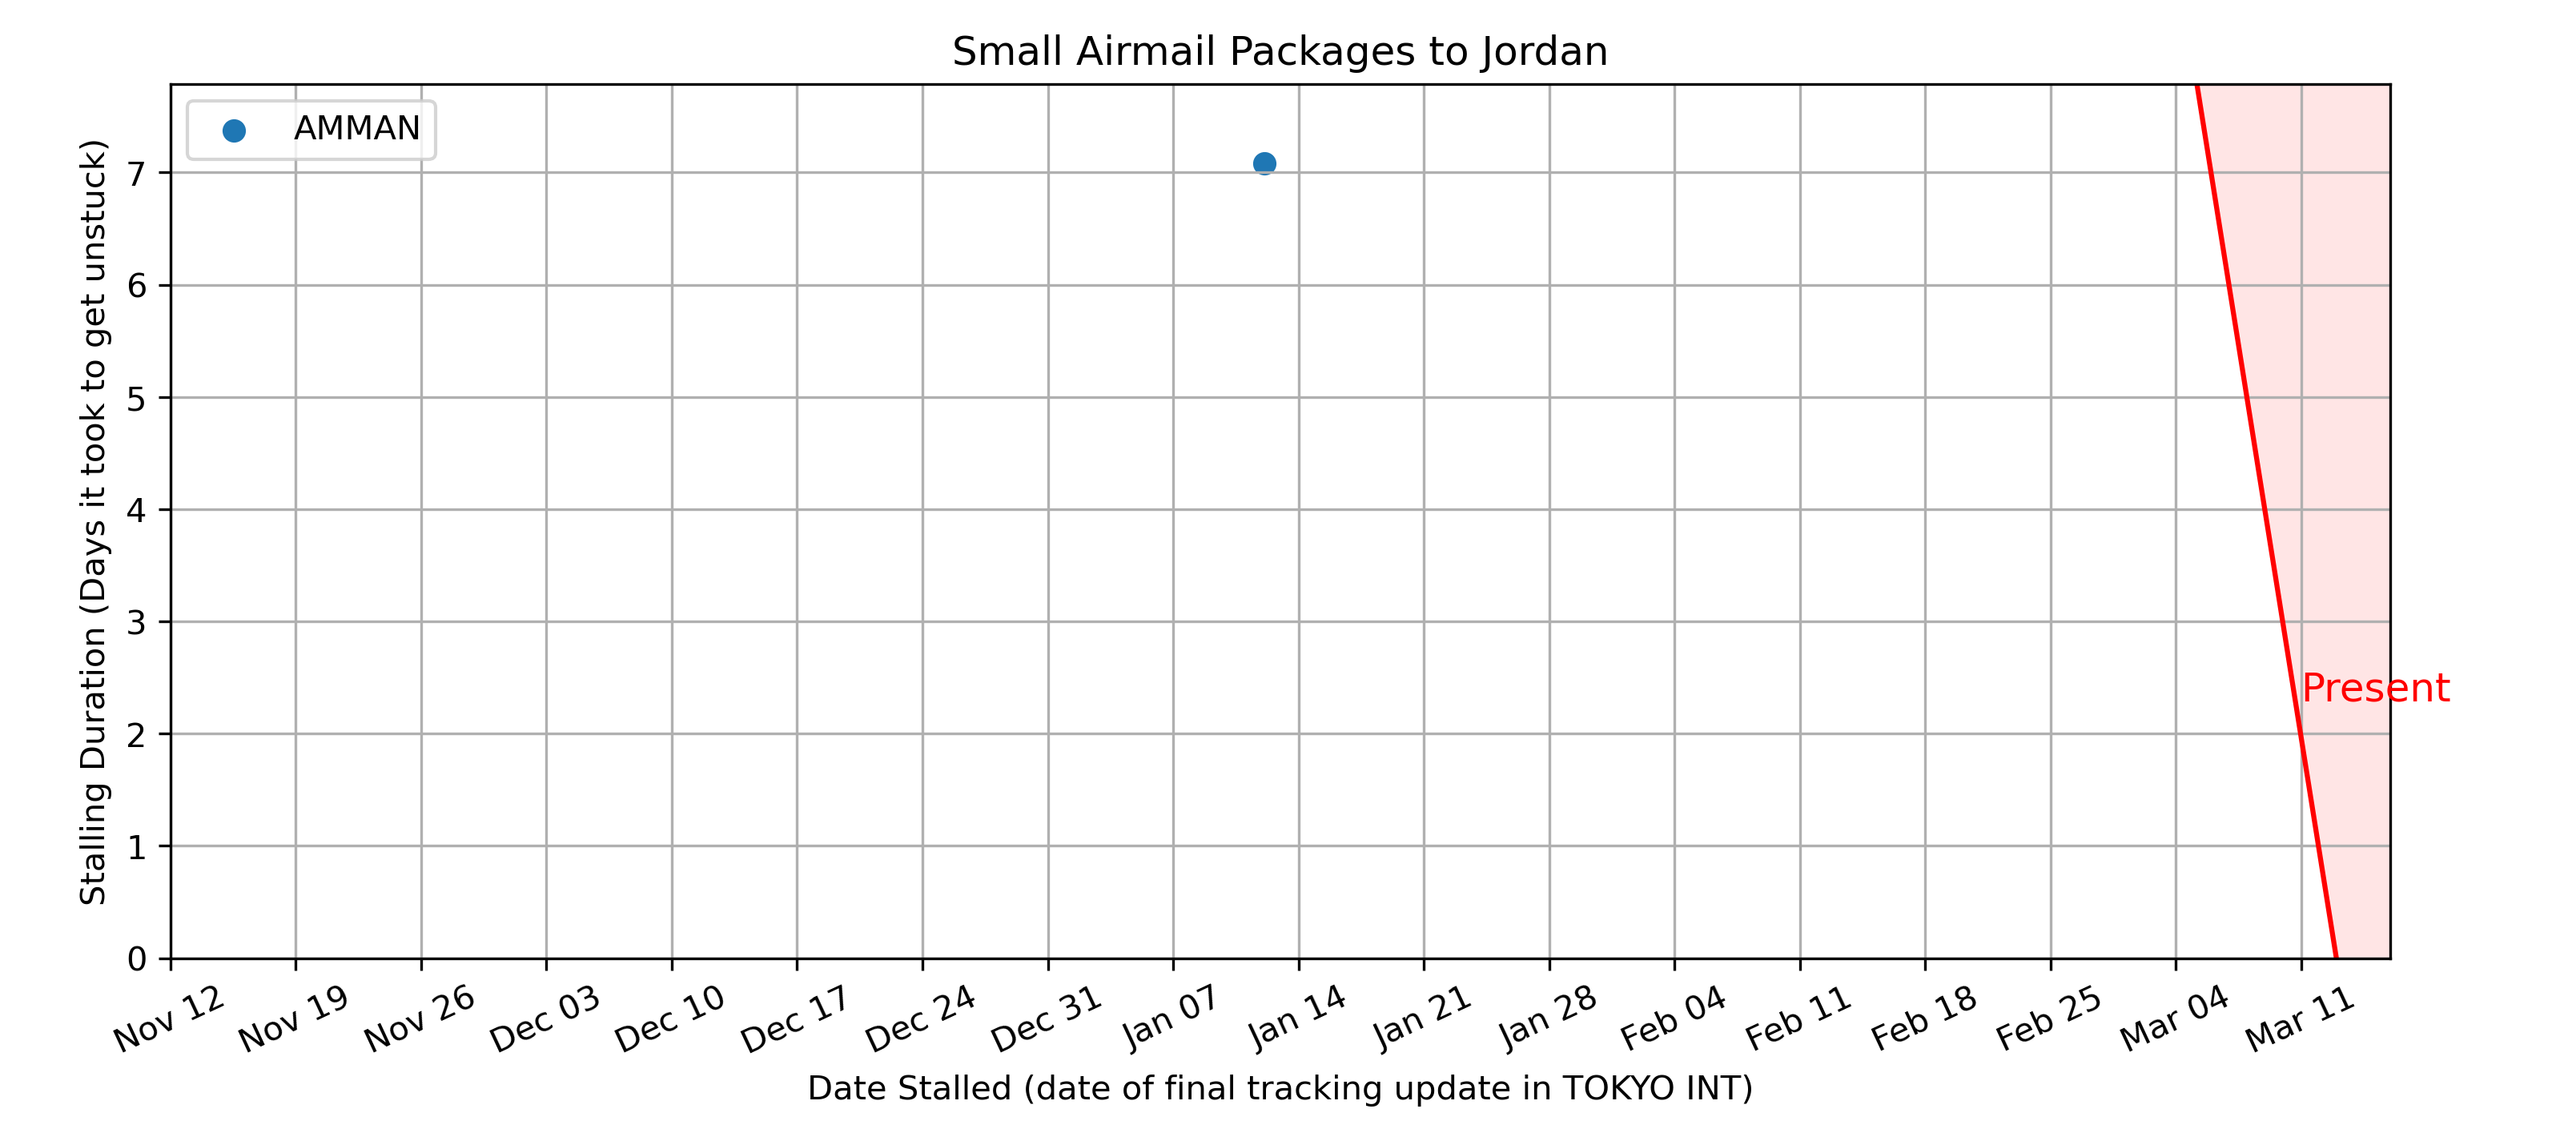 Small Airmail Packages to Jordan
AMMAN
Stalling Duration (Days it took to get unstuck)
7
6
5
4
3
2
1
0
Present
Nov 12
Nov 19
Nov 26
Dec 03
Dec 10
Dec 17
Dec 24
Dec 31
Jan 07
Jan 14
Jan 21
Jan 28
Feb 04
Feb 11
Feb 18
Feb 25
Mar 04
Mar 11
Date Stalled (date of final tracking update in TOKYO INT)